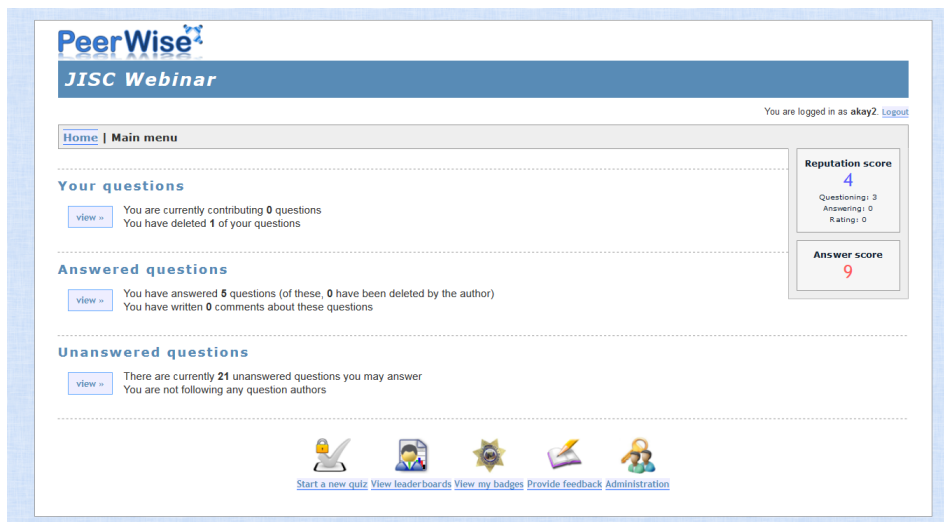 PeerWise
JISC Webinar
You are logged in as akay2. Logout
Home | Main menu
Reputation score
4
Questioning: 3
Answering: 0
Rating: 0
Answer score
9
Your questions
view »
You are currently contributing 0 questions
You have deleted 1 of your questions
Answered questions
view »
You have answered 5 questions (of these, 0 have been deleted by the author)
You have written 0 comments about these questions
Unanswered questions
view »
There are currently 21 unanswered questions you may answer
You are not following any question authors
Start a new quiz View leaderboards View my badges Provide feedback Administration